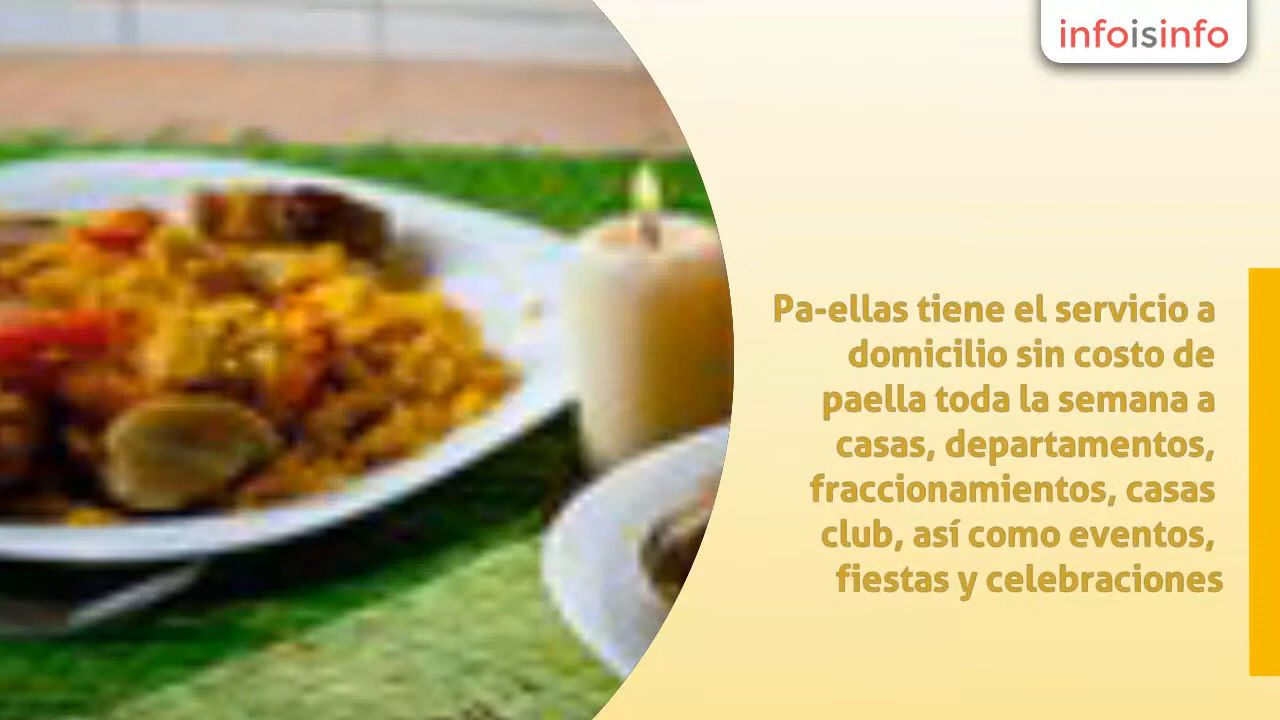 infoisinfo
Pa-ellas tiene el servicio a
domicilio sin costo de
paella toda la semana a
casas, departamentos,
fraccionamientos, casas
club, así como eventos,
fiestas y celebraciones